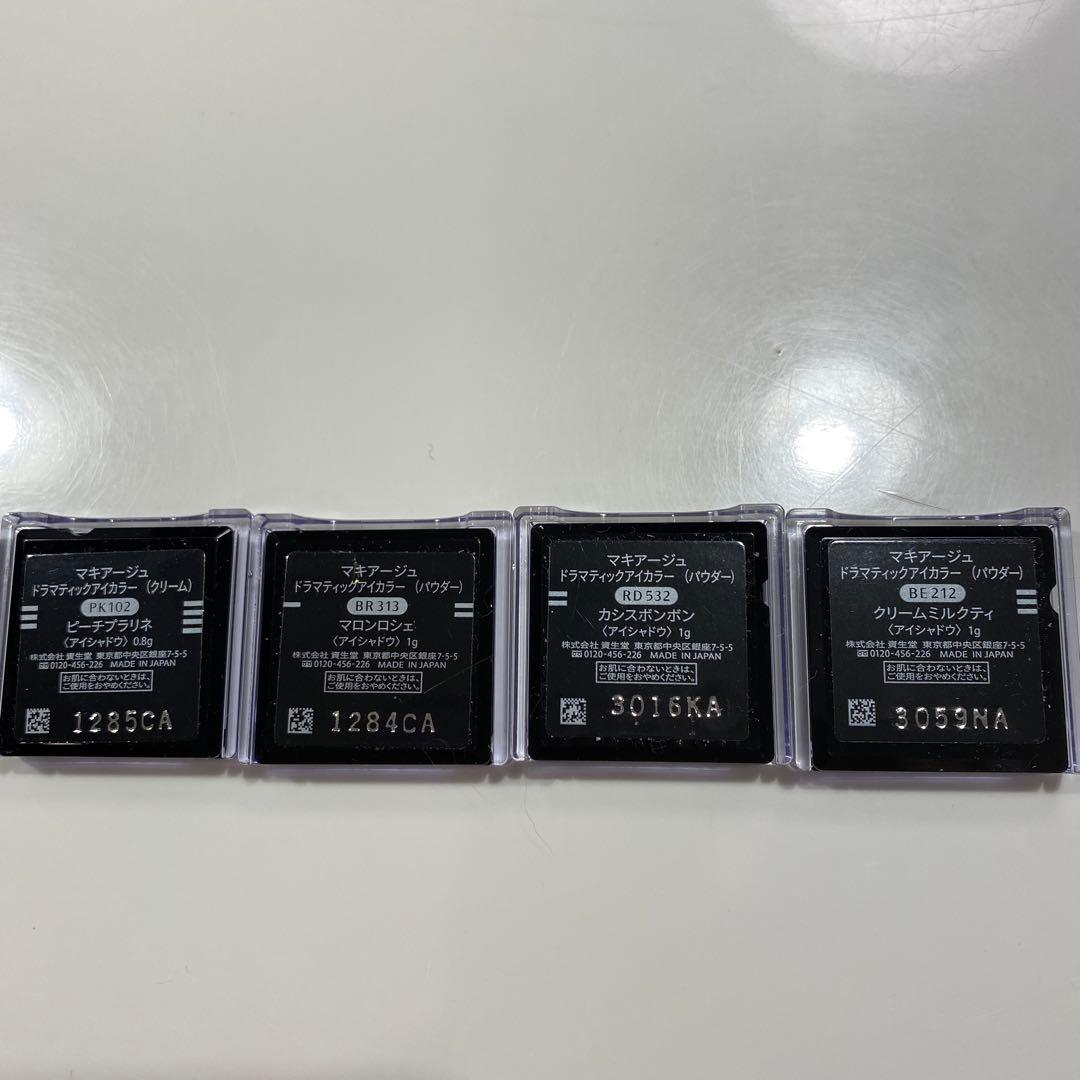 マキアージュ
ドラマティックアイカラー （クリーム）
PK102
ピーチプラリネ
〈アイシャドウ〉0.8g
株式会社 資生堂 東京都中央区銀座7-5-5
0120-456-226 MADE IN JAPAN
お肌に合わないときは、
ご使用をおやめください。
1285CA
マキアージュ
ドラマティックアイカラー （パウダー）
BR313
マロンロシェ
〈アイシャドウ〉1g
株式会社 資生堂 東京都中央区銀座7-5-5
0120-456-226 MADE IN JAPAN
お肌に合わないときは、
ご使用をおやめください。
1284CA
マキアージュ
ドラマティックアイカラー （パウダー）
RD532
カシスボンボン
〈アイシャドウ〉1g
株式会社 資生堂 東京都中央区銀座7-5-5
0120-456-226 MADE IN JAPAN
お肌に合わないときは、
ご使用をおやめください。
3016KA
マキアージュ
ドラマティックアイカラー （パウダー）
BE212
クリームミルクティ
〈アイシャドウ〉1g
株式会社 資生堂 東京都中央区銀座7-5-5
0120-456-226 MADE IN JAPAN
お肌に合わないときは、
ご使用をおやめください。
3059NA